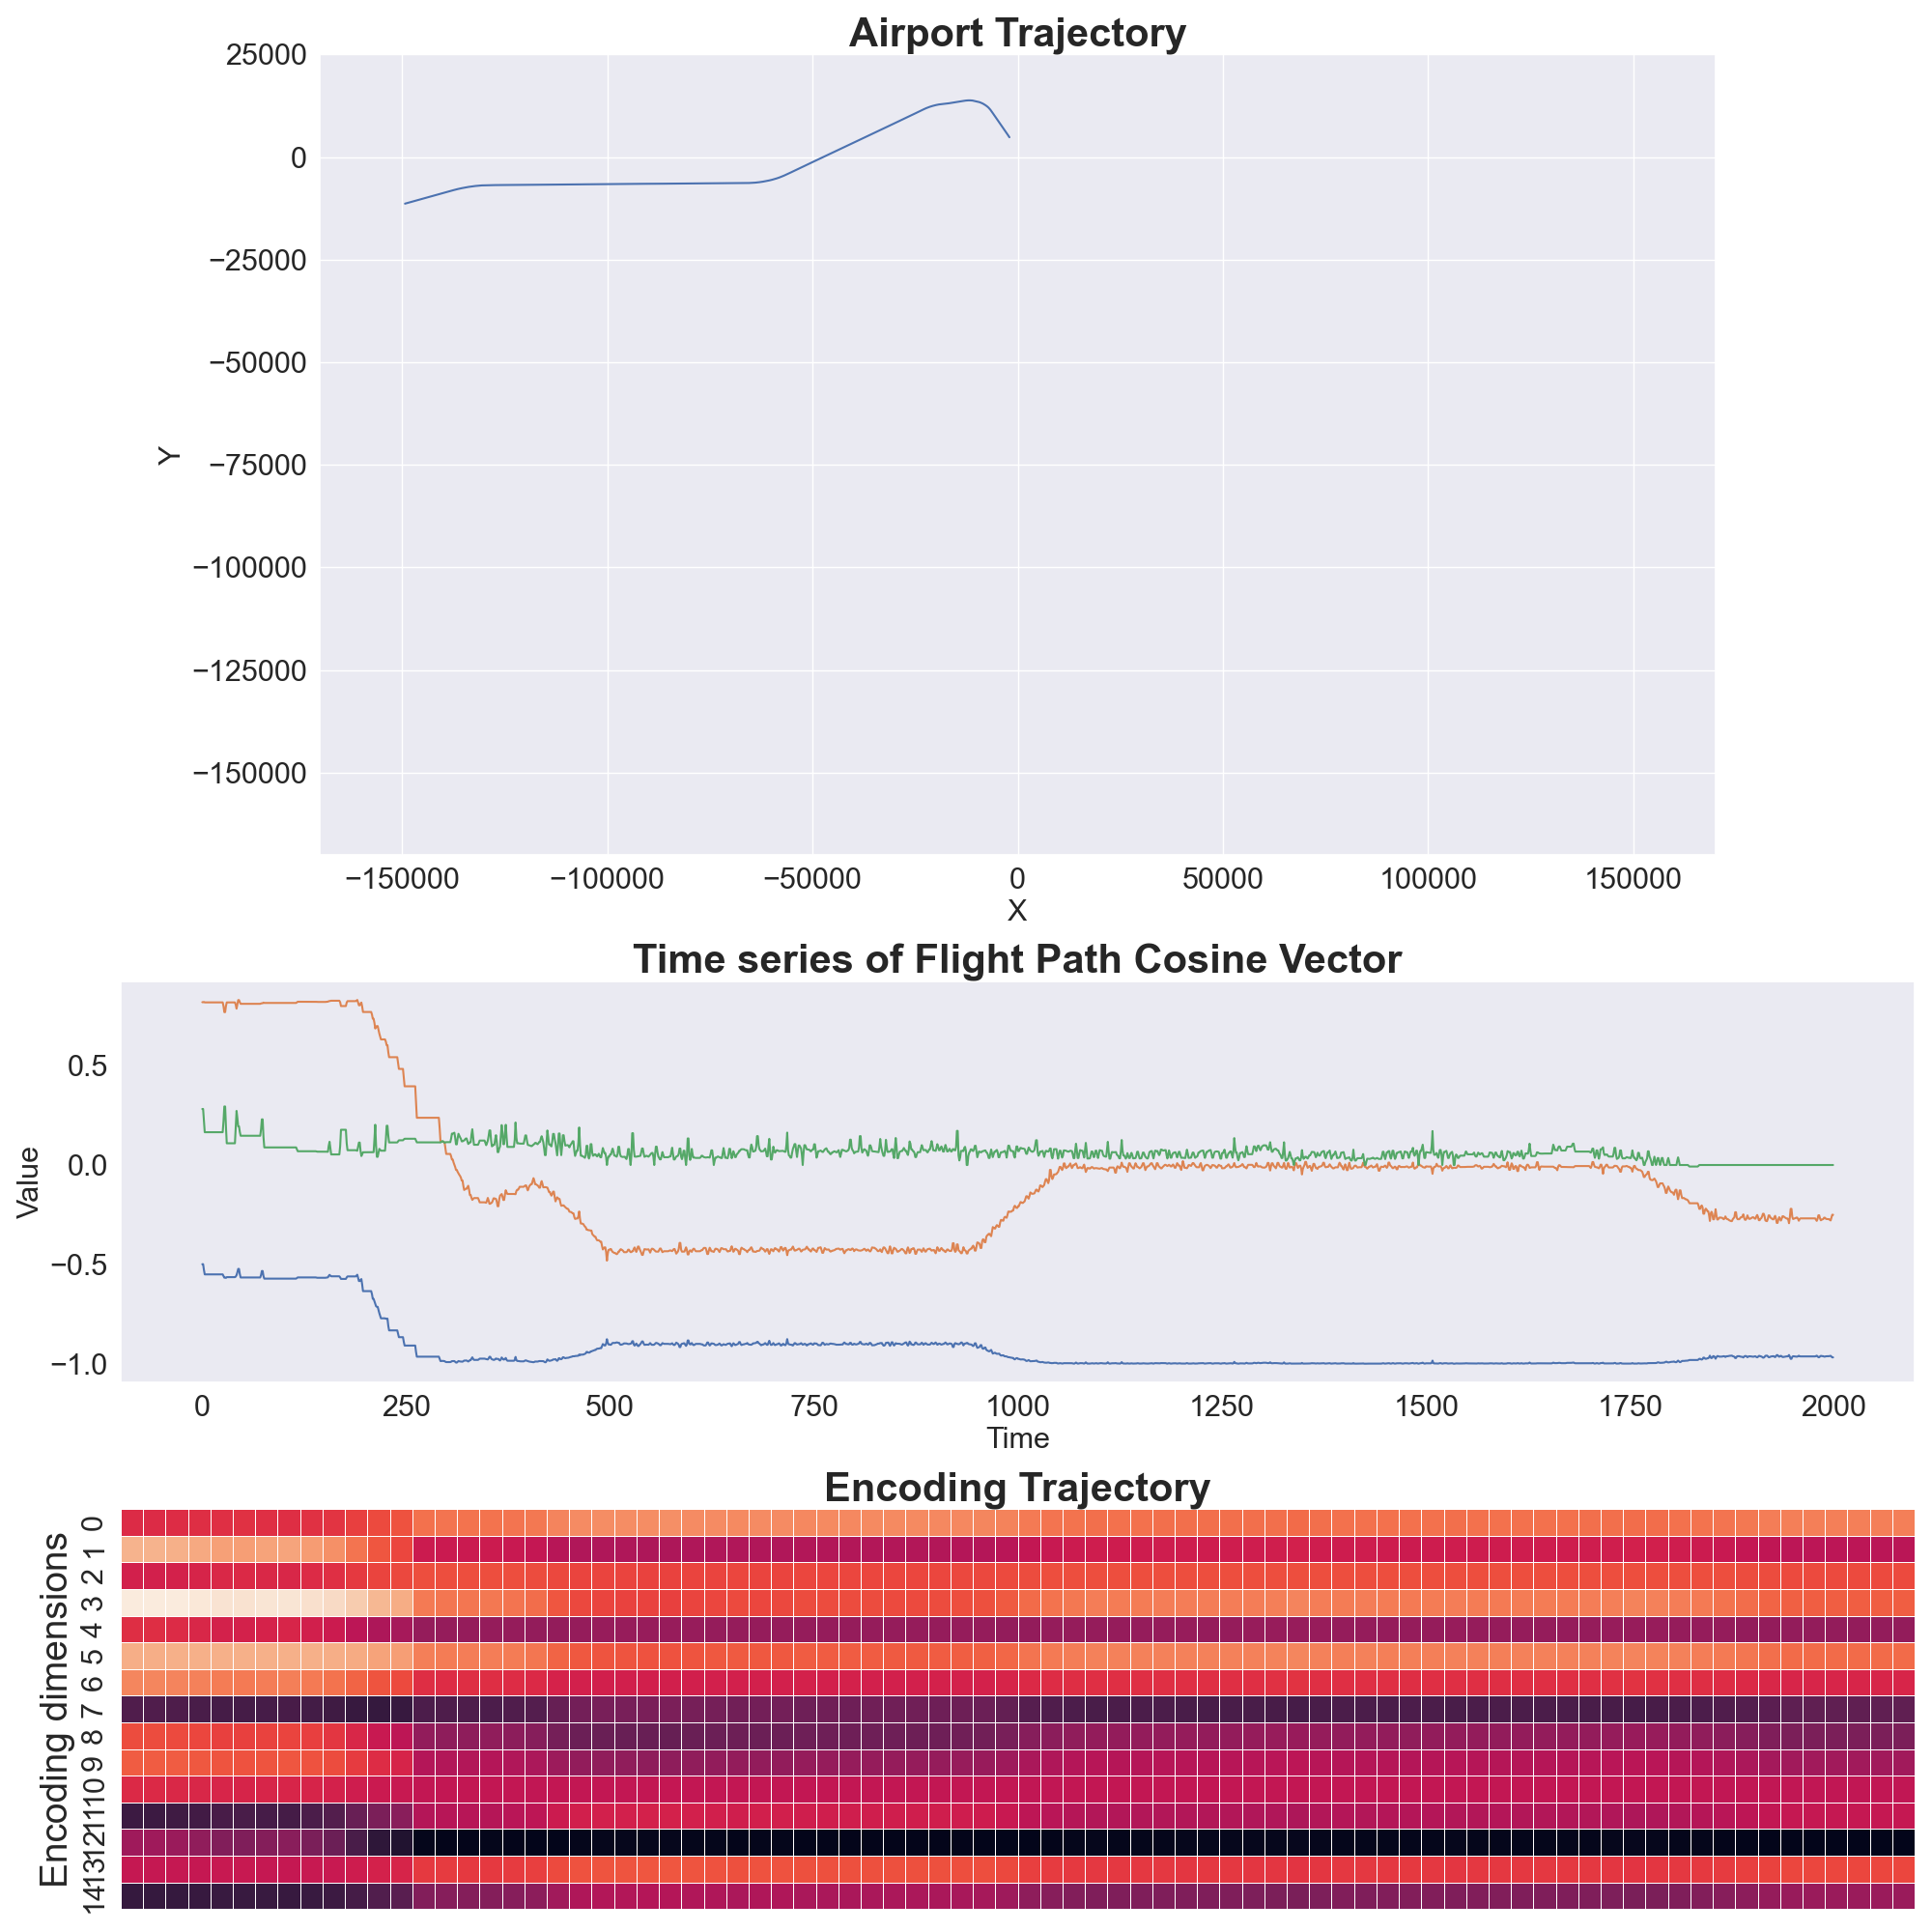 Airport Trajectory
25000
0
−25000
−50000
−75000
−100000
−125000
−150000
Y
−150000 −100000 −50000 0 50000 100000 150000
X
Time series of Flight Path Cosine Vector
0.5
0.0
−0.5
−1.0
Value
0 250 500 750 1000 1250 1500 1750 2000
Time
Encoding Trajectory
Encoding dimensions
0
1
2
3
4
5
6
7
8
9
10
11
12
13
14